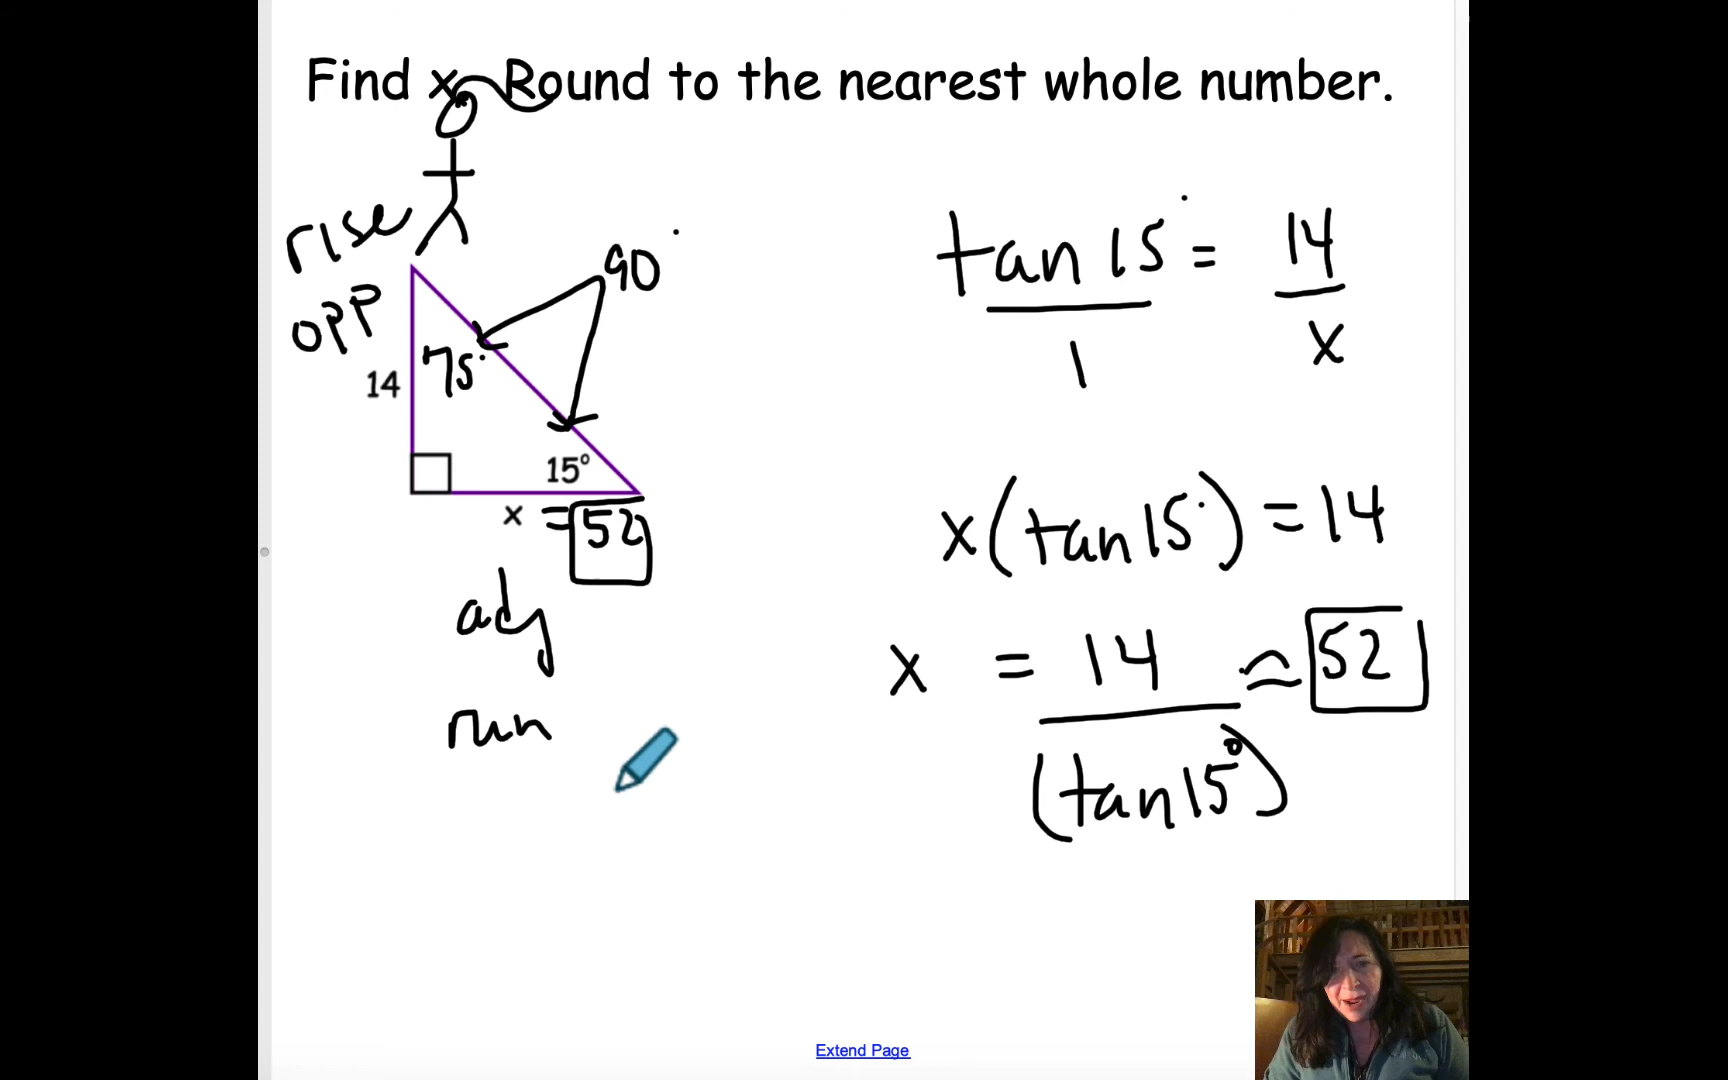 Find x. Round to the nearest whole number.
rise
opp
14
75°
90°
15°
x = 52
adj
run
tan 15° = 14
1 x
x(tan 15°) = 14
x = 14 ≈ 52
(tan 15°)
Extend Page